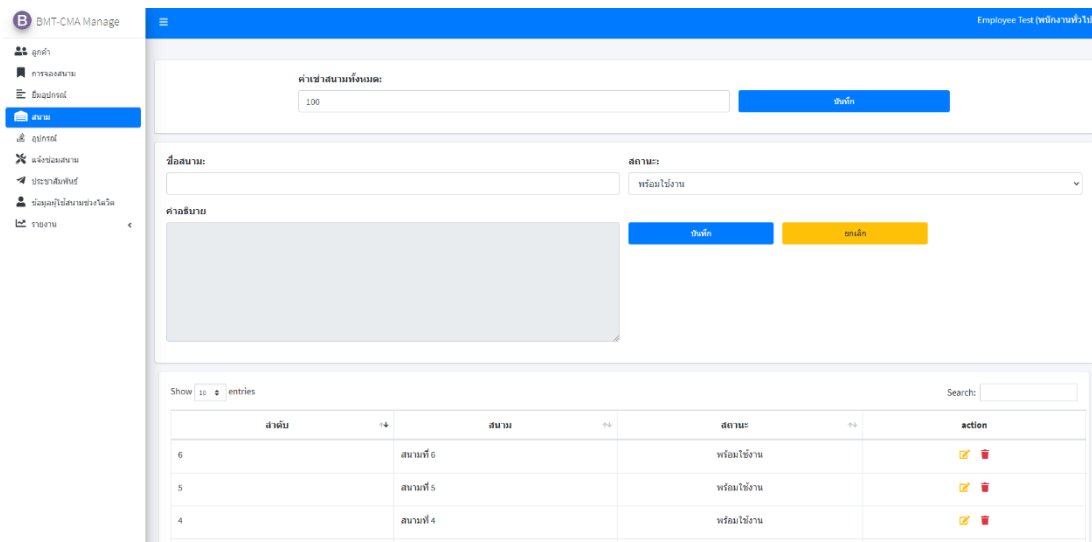 B BMT-CMA Manage
Employee Test (พนักงานทั่วไป
ลูกค้า
การจองสนาม
ยืมอุปกรณ์
สนาม
อุปกรณ์
แจ้งซ่อมสนาม
ประชาสัมพันธ์
ข้อมูลผู้ใช้สนามช่วงโควิด
รายงาน
ค่าเช่าสนามทั้งหมด:
100
บันทึก
ชื่อสนาม:
สถานะ:
พร้อมใช้งาน
คำอธิบาย
บันทึก
ยกเลิก
Show 10 entries
Search:
ลำดับ สนาม สถานะ action
6 สนามที่ 6 พร้อมใช้งาน
5 สนามที่ 5 พร้อมใช้งาน
4 สนามที่ 4 พร้อมใช้งาน